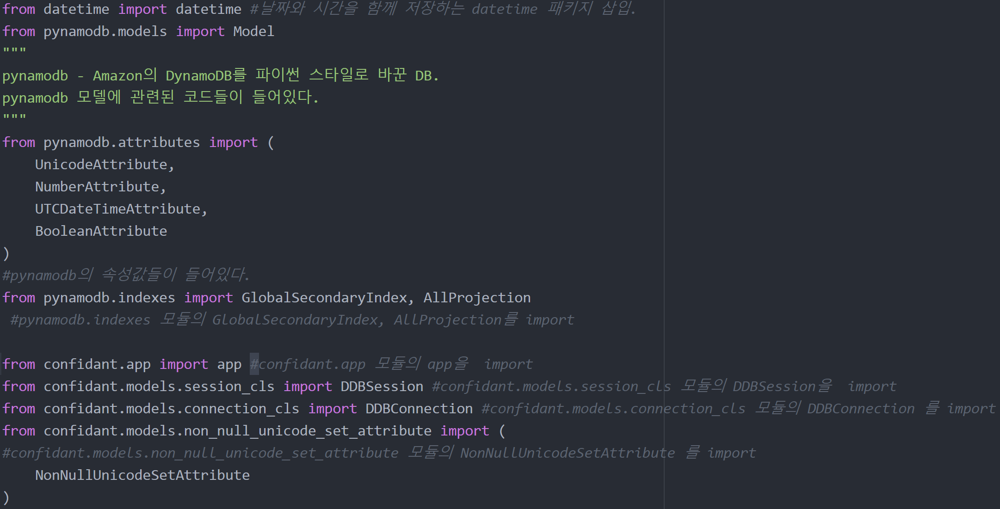 from datetime import datetime #날짜와 시간을 함께 저장하는 datetime 패키지 삽입.
from pynamodb.models import Model
"""
pynamodb - Amazon의 DynamoDB를 파이썬 스타일로 바꾼 DB.
pynamodb 모델에 관련된 코드들이 들어있다.
"""
from pynamodb.attributes import (
    UnicodeAttribute,
    NumberAttribute,
    UTCDateTimeAttribute,
    BooleanAttribute
)
#pynamodb의 속성값들이 들어있다.
from pynamodb.indexes import GlobalSecondaryIndex, AllProjection
 #pynamodb.indexes 모듈의 GlobalSecondaryIndex, AllProjection를 import
from confidant.app import app #confidant.app 모듈의 app을  import
from confidant.models.session_cls import DDBSession #confidant.models.session_cls 모듈의 DDBSession을  import
from confidant.models.connection_cls import DDBConnection #confidant.models.connection_cls 모듈의 DDBConnection 를 import
from confidant.models.non_null_unicode_set_attribute import (
#confidant.models.non_null_unicode_set_attribute 모듈의 NonNullUnicodeSetAttribute 를 import
    NonNullUnicodeSetAttribute
)